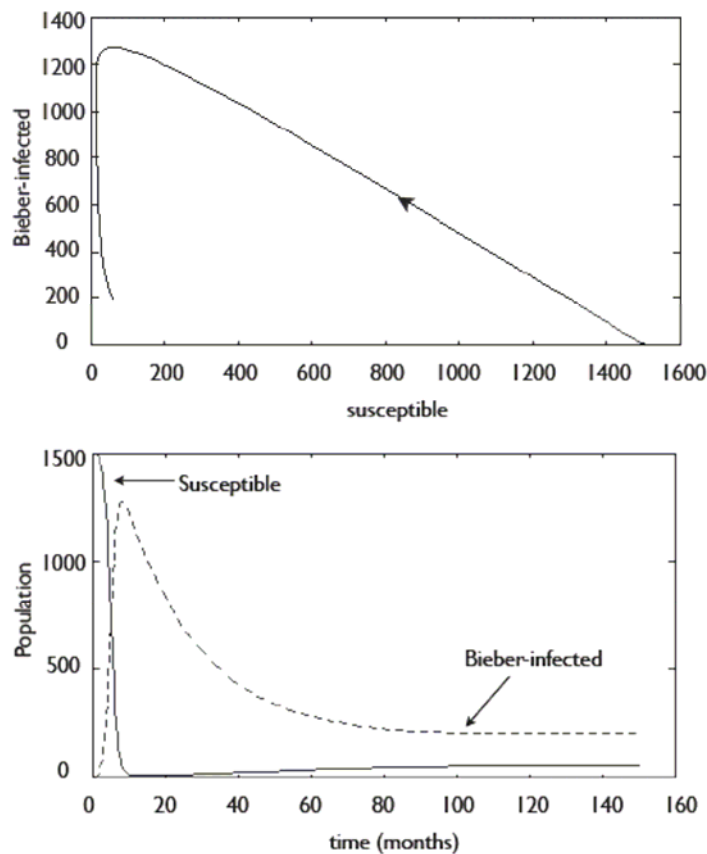 1400
1200
1000
800
600
400
200
0
Bieber-infected
0 200 400 600 800 1000 1200 1400 1600
susceptible
1500
1000
500
0
Population
Susceptible
Bieber-infected
0 20 40 60 80 100 120 140 160
time (months)